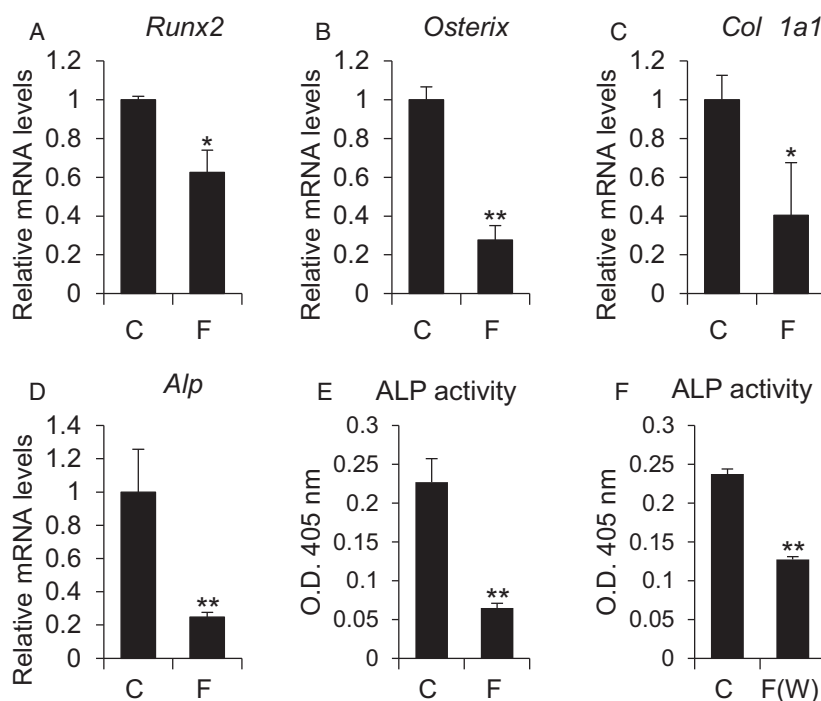 A Runx2
Relative mRNA levels
1.2
1
0.8
0.6
0.4
0.2
0
*
C F
B Osterix
Relative mRNA levels
1.2
1
0.8
0.6
0.4
0.2
0
**
C F
C Col 1a1
Relative mRNA levels
1.2
1
0.8
0.6
0.4
0.2
0
*
C F
D Alp
Relative mRNA levels
1.4
1.2
1
0.8
0.6
0.4
0.2
0
**
C F
E ALP activity
O.D. 405 nm
0.3
0.25
0.2
0.15
0.1
0.05
0
**
C F
F ALP activity
O.D. 405 nm
0.3
0.25
0.2
0.15
0.1
0.05
0
**
C F(W)